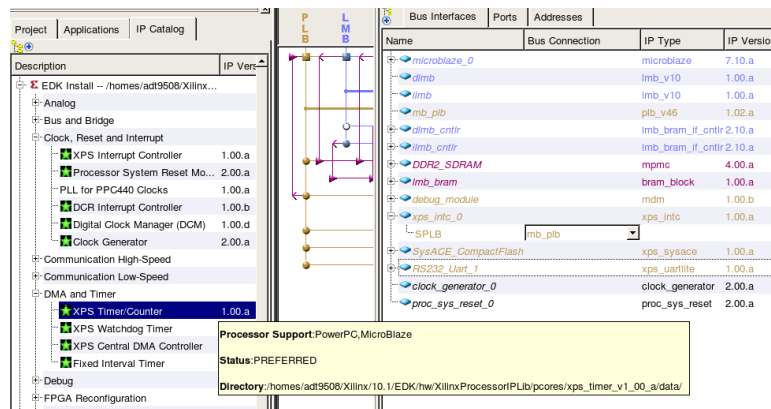 Project Applications IP Catalog
Description IP Vers
EDK Install -- /homes/adt9508/Xilinx...
Analog
Bus and Bridge
Clock, Reset and Interrupt
XPS Interrupt Controller 1.00.a
Processor System Reset Mo... 2.00.a
PLL for PPC440 Clocks 1.00.a
DCR Interrupt Controller 1.00.b
Digital Clock Manager (DCM) 1.00.d
Clock Generator 2.00.a
Communication High-Speed
Communication Low-Speed
DMA and Timer
XPS Timer/Counter 1.00.a
XPS Watchdog Timer
XPS Central DMA Controller
Fixed Interval Timer
Debug
FPGA Reconfiguration
PLB
LMB
Bus Interfaces Ports Addresses
Name Bus Connection IP Type IP Versio
microblaze_0 microblaze 7.10.a
dlmb lmb_v10 1.00.a
ilmb lmb_v10 1.00.a
mb_plb plb_v46 1.02.a
dlmb_cntlr lmb_bram_if_cntlr 2.10.a
ilmb_cntlr lmb_bram_if_cntlr 2.10.a
DDR2_SDRAM mpmc 4.00.a
lmb_bram bram_block 1.00.a
debug_module mdm 1.00.b
xps_intc_0 xps_intc 1.00.a
SPLB mb_plb
SysACE_CompactFlash xps_sysace 1.00.a
RS232_Uart_1 xps_uartlite 1.00.a
clock_generator_0 clock_generator 2.00.a
proc_sys_reset_0 proc_sys_reset 2.00.a
Processor Support:PowerPC,MicroBlaze
Status:PREFERRED
Directory:/homes/adt9508/Xilinx/10.1/EDK/hw/XilinxProcessorIPLib/pcores/xps_timer_v1_00_a/data/